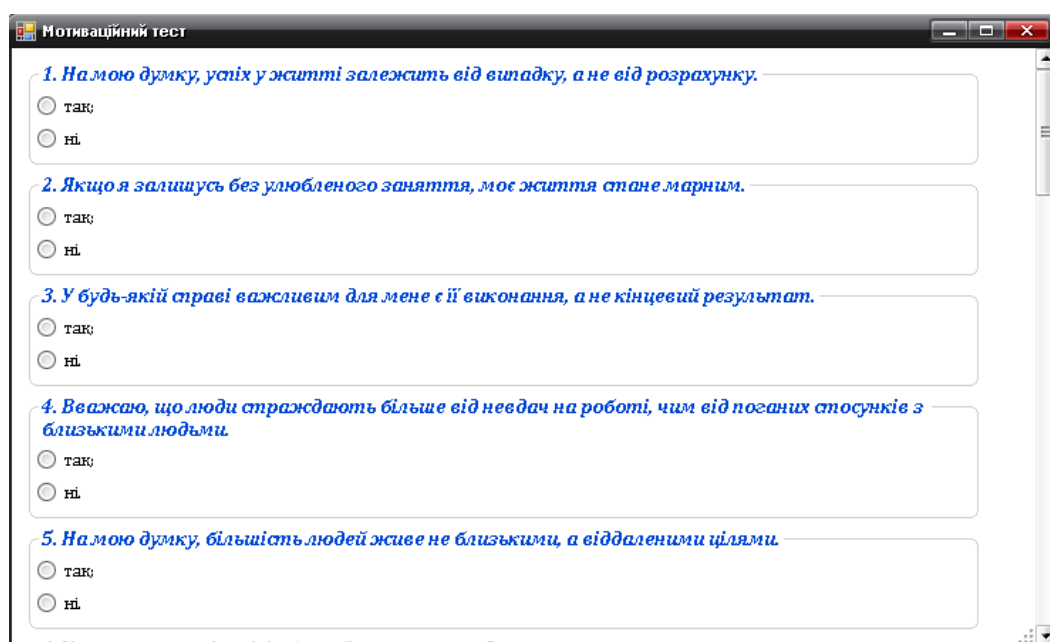 Мотиваційний тест
1. На мою думку, успіх у житті залежить від випадку, а не від розрахунку.
так;
ні.
2. Якщо я залишусь без улюбленого заняття, моє життя стане марним.
так;
ні.
3. У будь-якій справі важливим для мене є її виконання, а не кінцевий результат.
так;
ні.
4. Вважаю, що люди страждають більше від невдач на роботі, чим від поганих стосунків з
близькими людьми.
так;
ні.
5. На мою думку, більшість людей живе не близькими, а віддаленими цілями.
так;
ні.